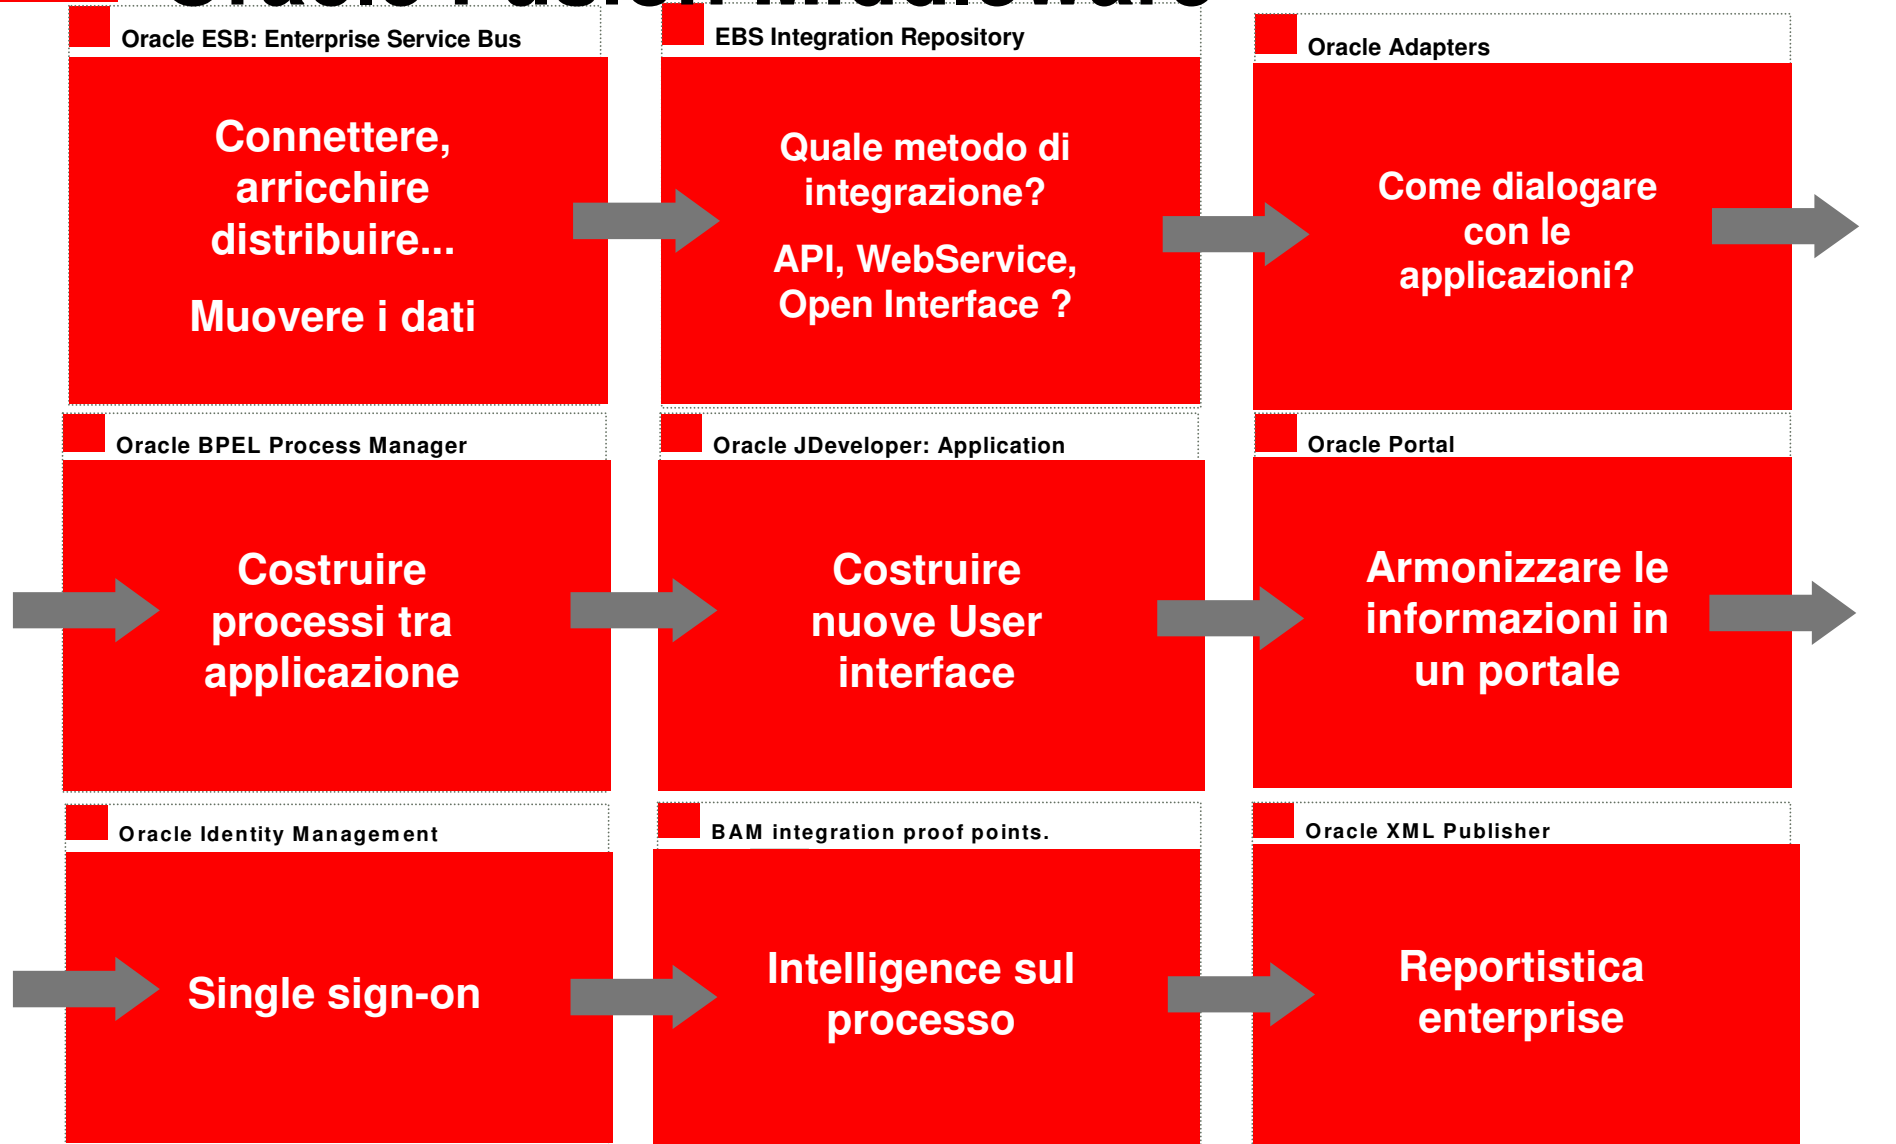 Oracle Fusion Middleware
Oracle ESB: Enterprise Service Bus
Connettere,
arricchire
distribuire...
Muovere i dati
EBS Integration Repository
Quale metodo di
integrazione?
API, WebService,
Open Interface ?
Oracle Adapters
Come dialogare
con le
applicazioni?
Oracle BPEL Process Manager
Costruire
processi tra
applicazione
Oracle JDeveloper: Application
Costruire
nuove User
interface
Oracle Portal
Armonizzare le
informazioni in
un portale
Oracle Identity Management
Single sign-on
BAM integration proof points.
Intelligence sul
processo
Oracle XML Publisher
Reportistica
enterprise